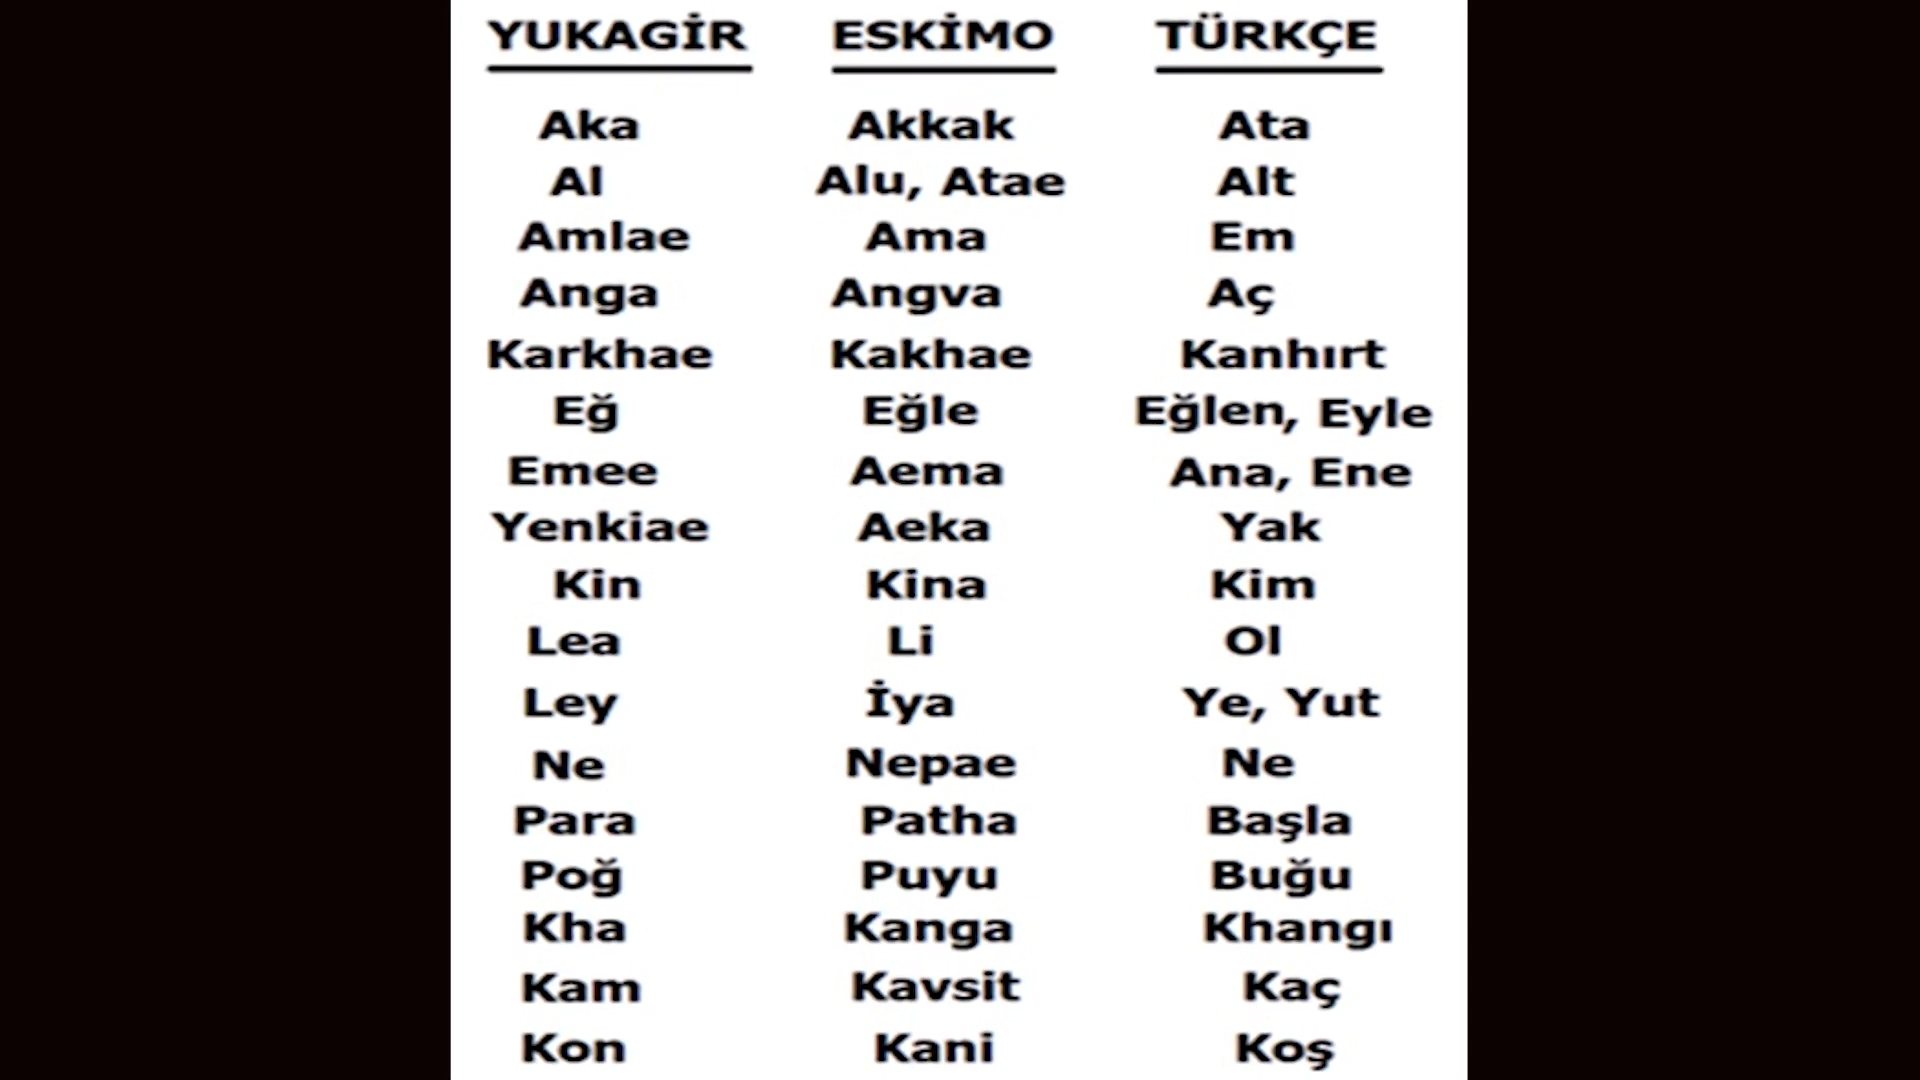 YUKAGİR ESKİMO TÜRKÇE
Aka Akkak Ata
Al Alu, Atae Alt
Amlae Ama Em
Anga Angva Aç
Karkhae Kakhae Kanhırt
Eğ Eğle Eğlen, Eyle
Emee Aema Ana, Ene
Yenkiae Aeka Yak
Kin Kina Kim
Lea Li Ol
Ley İya Ye, Yut
Ne Nepae Ne
Para Patha Başla
Poğ Puyu Buğu
Kha Kanga Khangı
Kam Kavsit Kaç
Kon Kani Koş